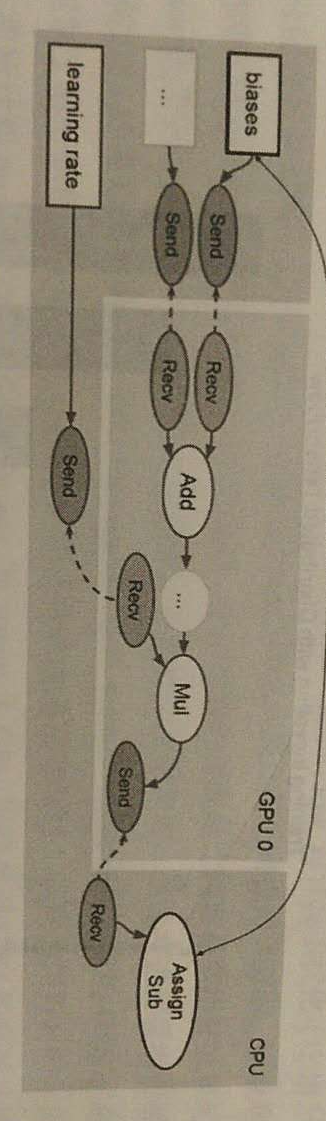 biases
...
learning rate
Send
Send
Send
Recv
Recv
Add
...
Recv
Mul
Send
GPU 0
Recv
Assign
Sub
CPU